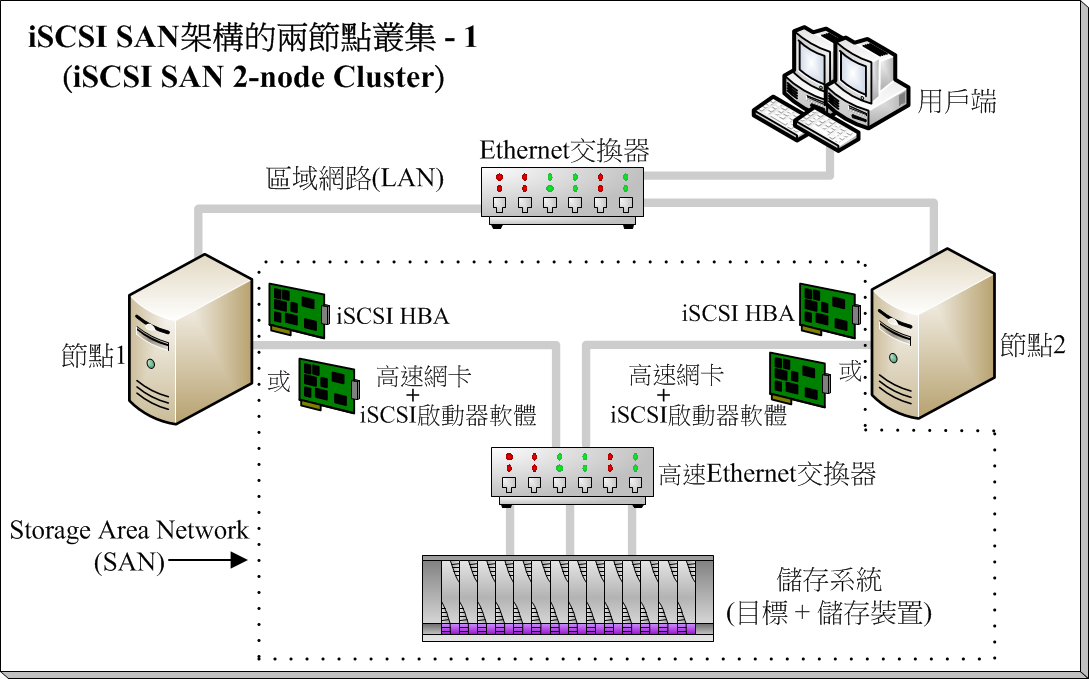 iSCSI SAN架構的兩節點叢集 - 1
(iSCSI SAN 2-node Cluster)
用戶端
Ethernet交換器
區域網路(LAN)
iSCSI HBA
iSCSI HBA
節點1
節點2
或
高速網卡
+
iSCSI啟動器軟體
高速網卡
+
iSCSI啟動器軟體
或
高速Ethernet交換器
Storage Area Network
(SAN)
儲存系統
(目標 + 儲存裝置)